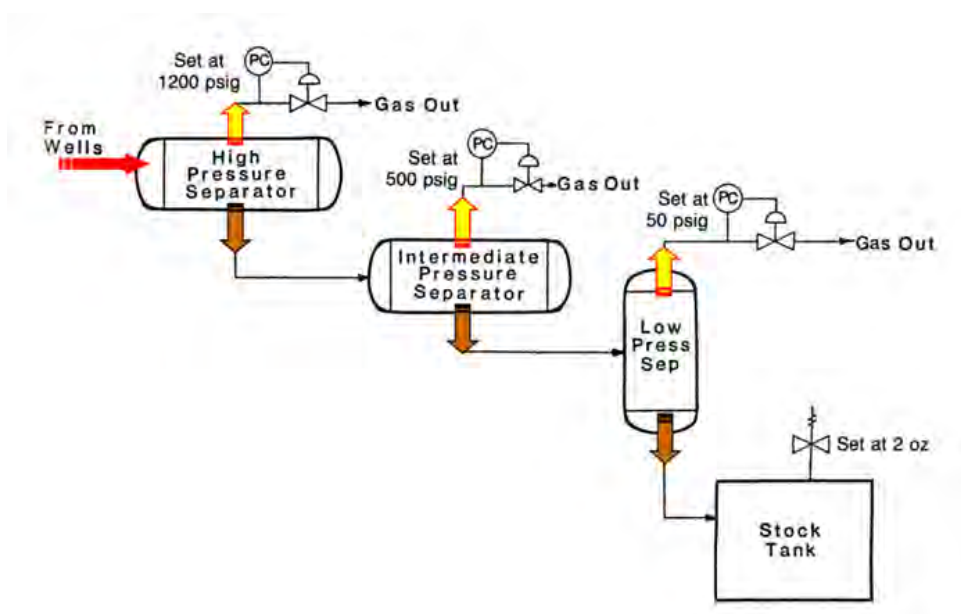 Set at
1200 psig
PC
Gas Out
From
Wells
High
Pressure
Separator
PC
Set at
500 psig
Gas Out
Intermediate
Pressure
Separator
PC
Set at
50 psig
Gas Out
Low
Press
Sep
Set at 2 oz
Stock
Tank